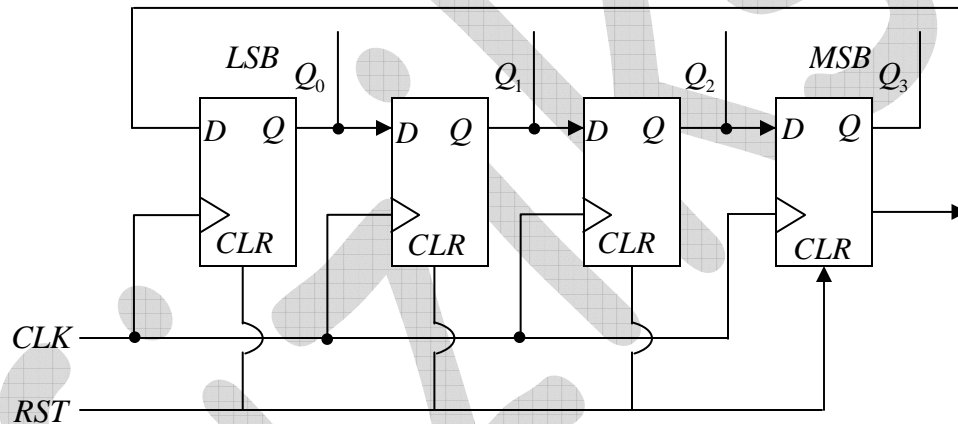 LSB MSB
Q0 Q1 Q2 Q3
D Q D Q D Q D Q
CLR CLR CLR CLR
CLK
RST